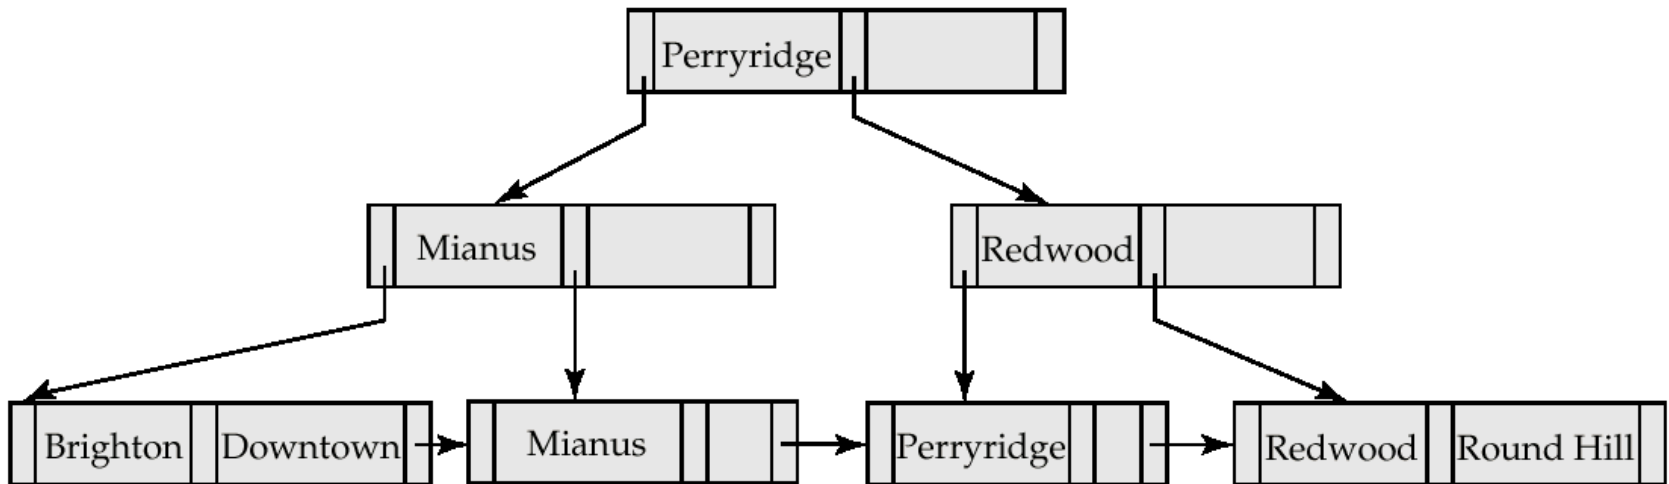 Perryridge
Mianus
Redwood
Brighton Downtown
Mianus
Perryridge
Redwood Round Hill